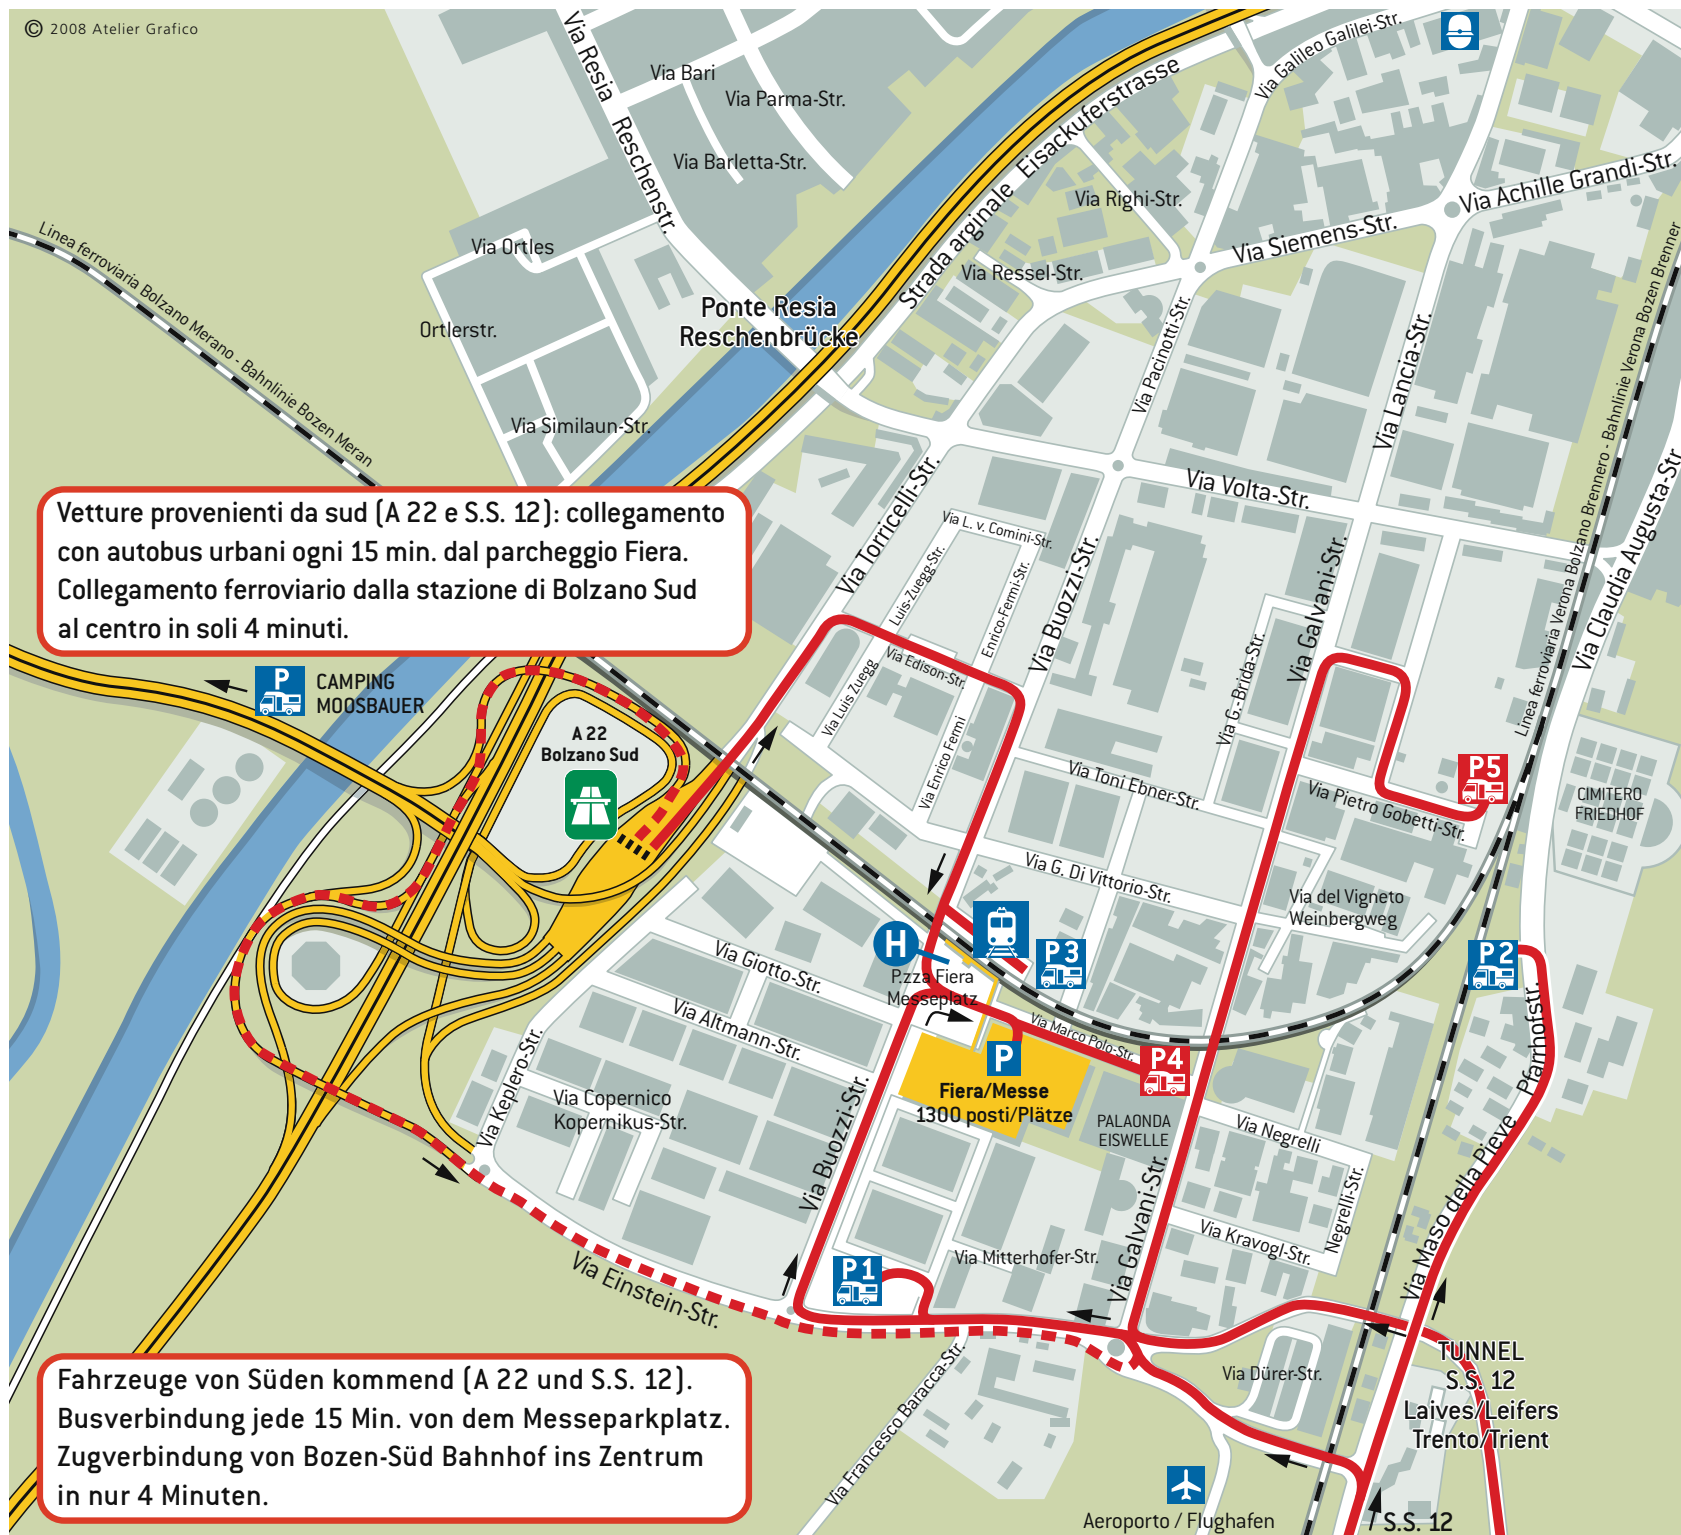 © 2008 Atelier Grafico
Via Resia
Reschenstr.
Via Bari
Via Parma-Str.
Via Barletta-Str.
Via Galileo Galilei-Str.
Strada arginale Eisackuferstrasse
Via Righi-Str.
Via Achille Grandi-Str.
Via Siemens-Str.
Via Ressel-Str.
Via Ortles
Ortlerstr.
Via Similaun-Str.
Linea ferroviaria Bolzano Merano - Bahnlinie Bozen Meran
Ponte Resia
Reschenbrücke
Via Pacinotti-Str.
Via Lancia-Str.
Linea ferroviaria Verona Bolzano Brennero - Bahnlinie Verona Bozen Brenner
Via Claudia Augusta-Str.
Via Volta-Str.
Via Torricelli-Str.
Via L. v. Comini-Str.
Luis-Zuegg-Str.
Enrico-Fermi-Str.
Via Buozzi-Str.
Via Galvani-Str.
Via G.-Brida-Str.
Vetture provenienti da sud (A 22 e S.S. 12): collegamento
con autobus urbani ogni 15 min. dal parcheggio Fiera.
Collegamento ferroviario dalla stazione di Bolzano Sud
al centro in soli 4 minuti.
P
CAMPING
MOOSBAUER
A 22
Bolzano Sud
Via Edison-Str.
Via Luis Zuegg
Via Enrico Fermi
Via Toni Ebner-Str.
Via Pietro Gobetti-Str.
P5
CIMITERO
FRIEDHOF
Via G. Di Vittorio-Str.
Via del Vigneto
Weinbergweg
H
P3
P2
P.zza Fiera
Messeplatz
Via Giotto-Str.
Via Altmann-Str.
Via Marco Polo-Str.
P
P4
Fiera/Messe
1300 posti/Plätze
PALAONDA
EISWELLE
Via Keplero-Str.
Via Copernico
Kopernikus-Str.
Via Buozzi-Str.
Via Galvani-Str.
Via Negrelli
Negrelli-Str.
Via Kravogl-Str.
Via Maso della Pieve
Pfarrhofstr.
Via Mitterhofer-Str.
P1
Via Einstein-Str.
Via Francesco Baracca-Str.
Via Dürer-Str.
TUNNEL
S.S. 12
Laives/Leifers
Trento/Trient
Fahrzeuge von Süden kommend (A 22 und S.S. 12).
Busverbindung jede 15 Min. von dem Messeparkplatz.
Zugverbindung von Bozen-Süd Bahnhof ins Zentrum
in nur 4 Minuten.
Aeroporto / Flughafen
S.S. 12